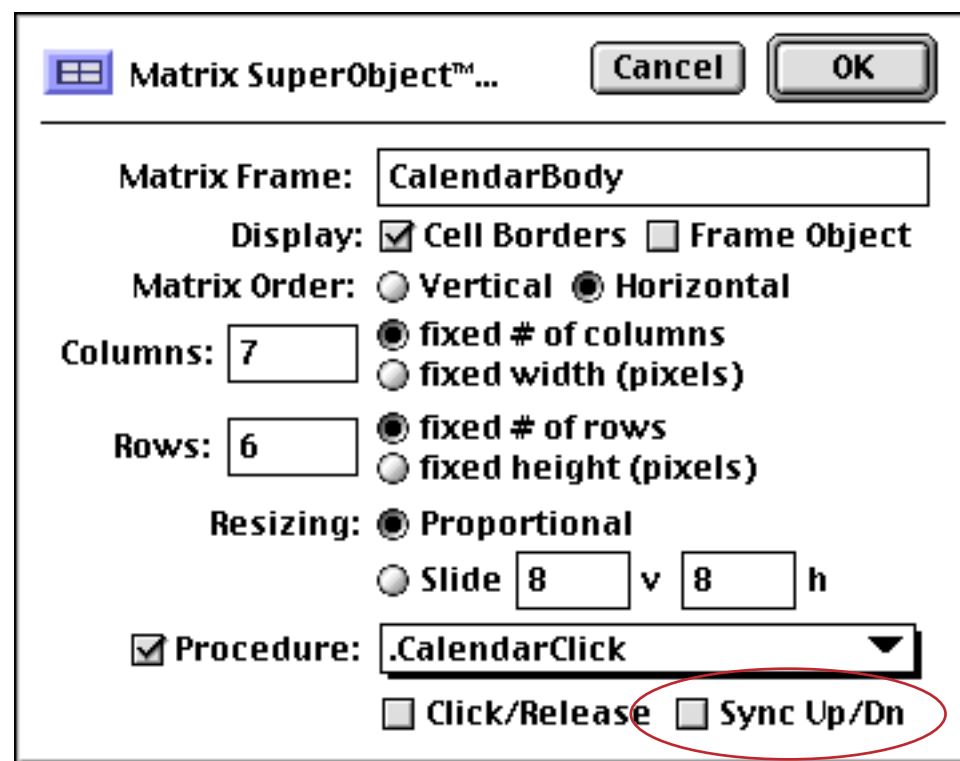 Matrix SuperObject™... Cancel OK
Matrix Frame: CalendarBody
Display: Cell Borders Frame Object
Matrix Order: Vertical Horizontal
Columns: 7 fixed # of columns
fixed width (pixels)
Rows: 6 fixed # of rows
fixed height (pixels)
Resizing: Proportional
Slide 8 v 8 h
Procedure: .CalendarClick
Click/Release Sync Up/Dn